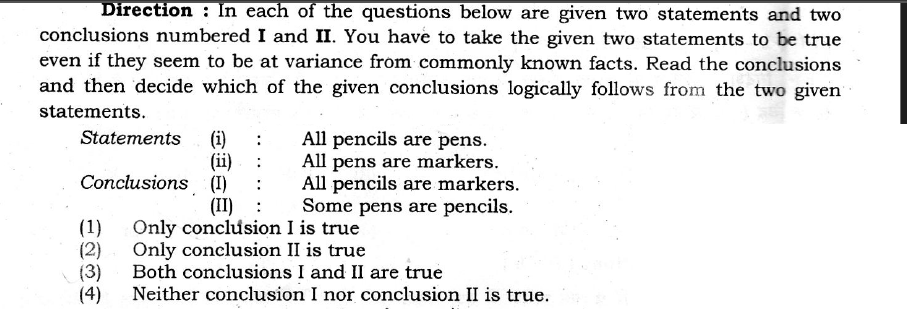 Direction : In each of the questions below are given two statements and two
conclusions numbered I and II. You have to take the given two statements to be true
even if they seem to be at variance from commonly known facts. Read the conclusions
and then decide which of the given conclusions logically follows from the two given
statements.
Statements (i) : All pencils are pens.
(ii) : All pens are markers.
Conclusions (I) : All pencils are markers.
(II) : Some pens are pencils.
(1) Only conclusion I is true
(2) Only conclusion II is true
(3) Both conclusions I and II are true
(4) Neither conclusion I nor conclusion II is true.